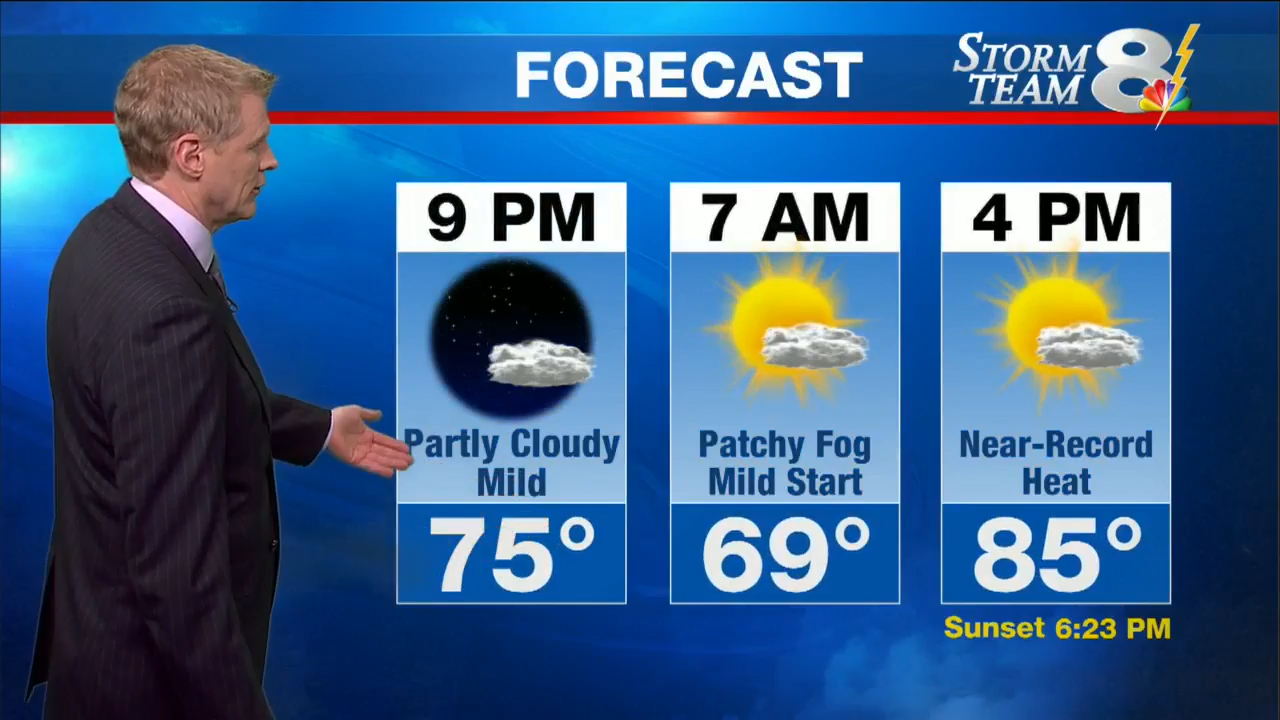 FORECAST
STORM
TEAM 8
9 PM
Partly Cloudy
Mild
75°
7 AM
Patchy Fog
Mild Start
69°
4 PM
Near-Record
Heat
85°
Sunset 6:23 PM